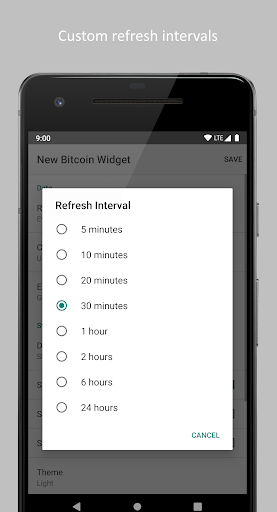 Custom refresh intervals
9:00
LTE
New Bitcoin Widget
SAVE
Data
Refresh Interval
5 minutes
10 minutes
20 minutes
30 minutes
1 hour
2 hours
6 hours
24 hours
CANCEL
Theme
Light